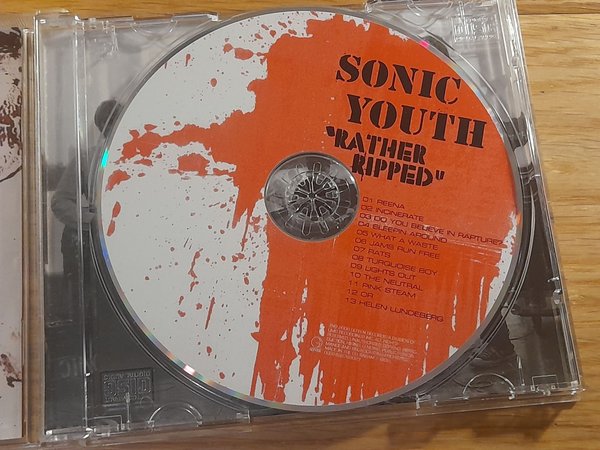 SONIC
YOUTH
"RATHER
RIPPED"
01 REENA
02 INCINERATE
03 DO YOU BELIEVE IN RAPTURE?
04 SLEEPIN AROUND
05 WHAT A WASTE
06 JAMS RUN FREE
07 RATS
08 TURQUOISE BOY
09 LIGHTS OUT
10 THE NEUTRAL
11 PINK STEAM
12 OR
13 HELEN LUNDEBERG